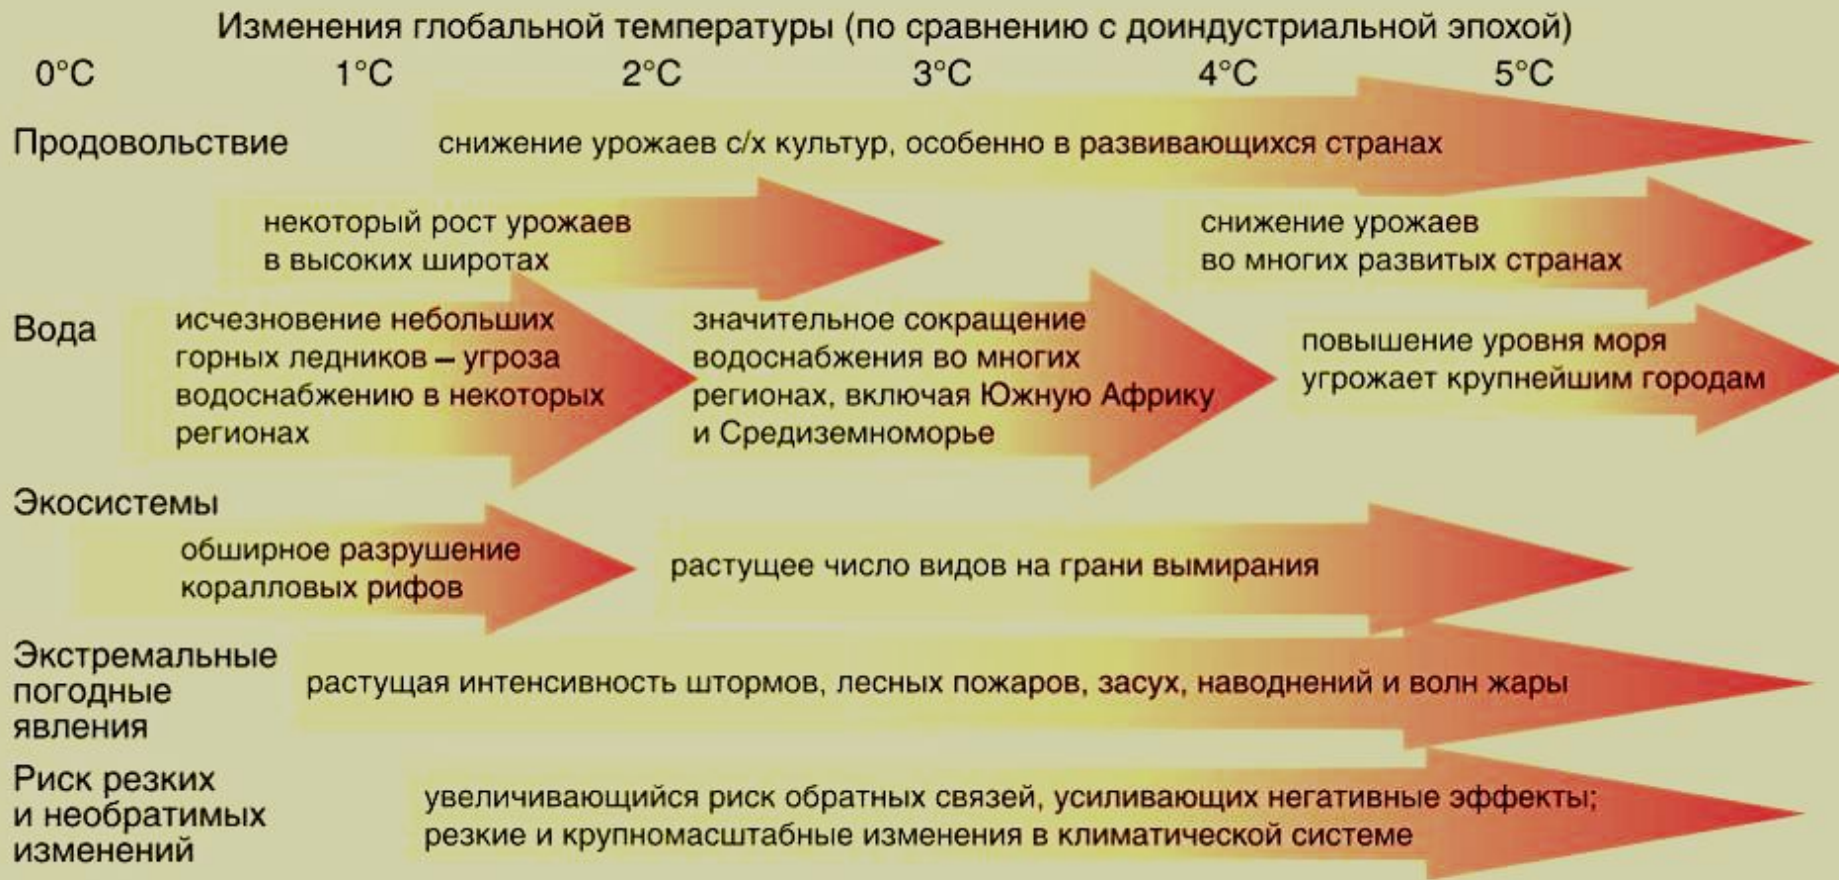 Изменения глобальной температуры (по сравнению с доиндустриальной эпохой)
0°C 1°C 2°C 3°C 4°C 5°C
Продовольствие
снижение урожаев с/х культур, особенно в развивающихся странах
некоторый рост урожаев
в высоких широтах
снижение урожаев
во многих развитых странах
Вода
исчезновение небольших
горных ледников – угроза
водоснабжению в некоторых
регионах
значительное сокращение
водоснабжения во многих
регионах, включая Южную Африку
и Средиземноморье
повышение уровня моря
угрожает крупнейшим городам
Экосистемы
обширное разрушение
коралловых рифов
растущее число видов на грани вымирания
Экстремальные
погодные
явления
растущая интенсивность штормов, лесных пожаров, засух, наводнений и волн жары
Риск резких
и необратимых
изменений
увеличивающийся риск обратных связей, усиливающих негативные эффекты;
резкие и крупномасштабные изменения в климатической системе